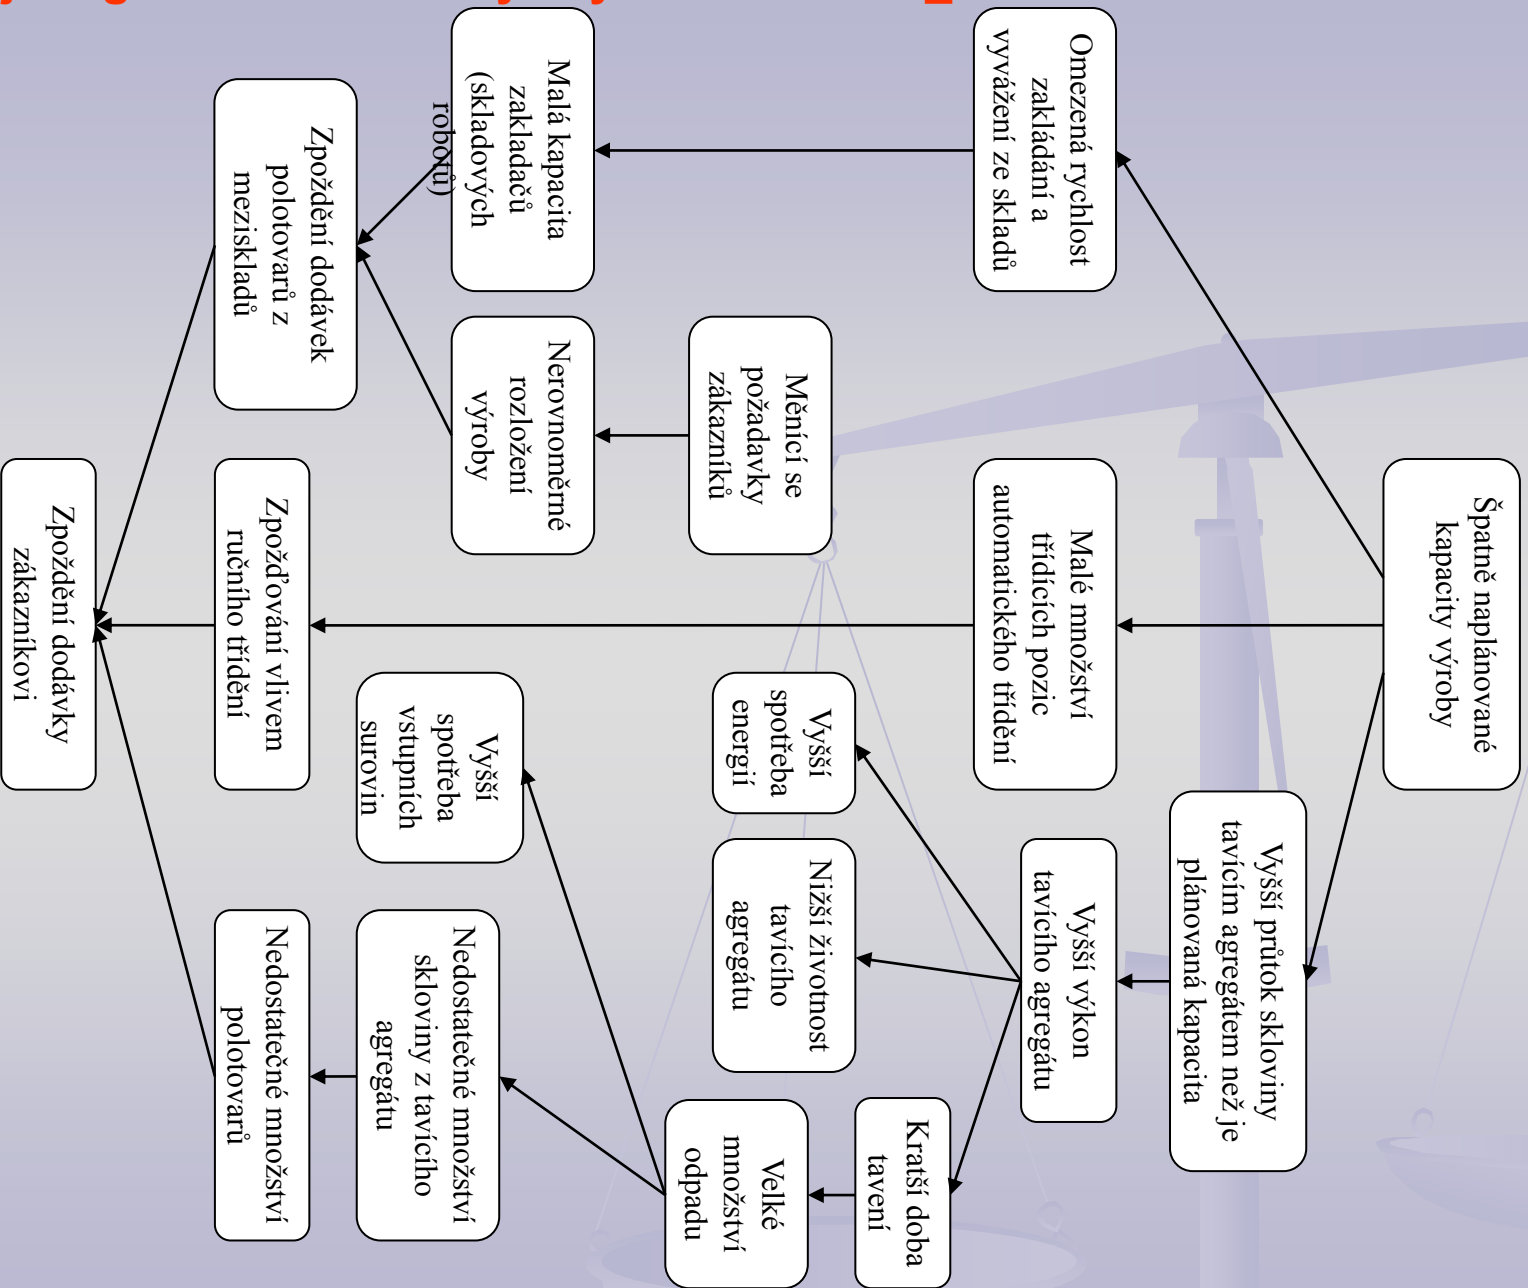 Špatně naplánované
kapacity výroby
Omezená rychlost
zakládání a
vyvážení ze skladů
Malé množství
třídících pozic
automatického třídění
Vyšší průtok skloviny
tavícím agregátem než je
plánovaná kapacita
Vyšší výkon
tavícího agregátu
Kratší doba
tavení
Měnící se
požadavky
zákazníků
Vyšší
spotřeba
energií
Nižší životnost
tavícího
agregátu
Velké
množství
odpadu
Malá kapacita
zakladačů
(skladových
robotů)
Nerovnoměrné
rozložení
výroby
Vyšší
spotřeba
vstupních
surovin
Nedostatečné množství
skloviny z tavícího
agregátu
Zpoždění dodávek
polotovarů z
meziskladů
Zpožďování vlivem
ručního třídění
Nedostatečné množství
polotovarů
Zpoždění dodávky
zákazníkovi